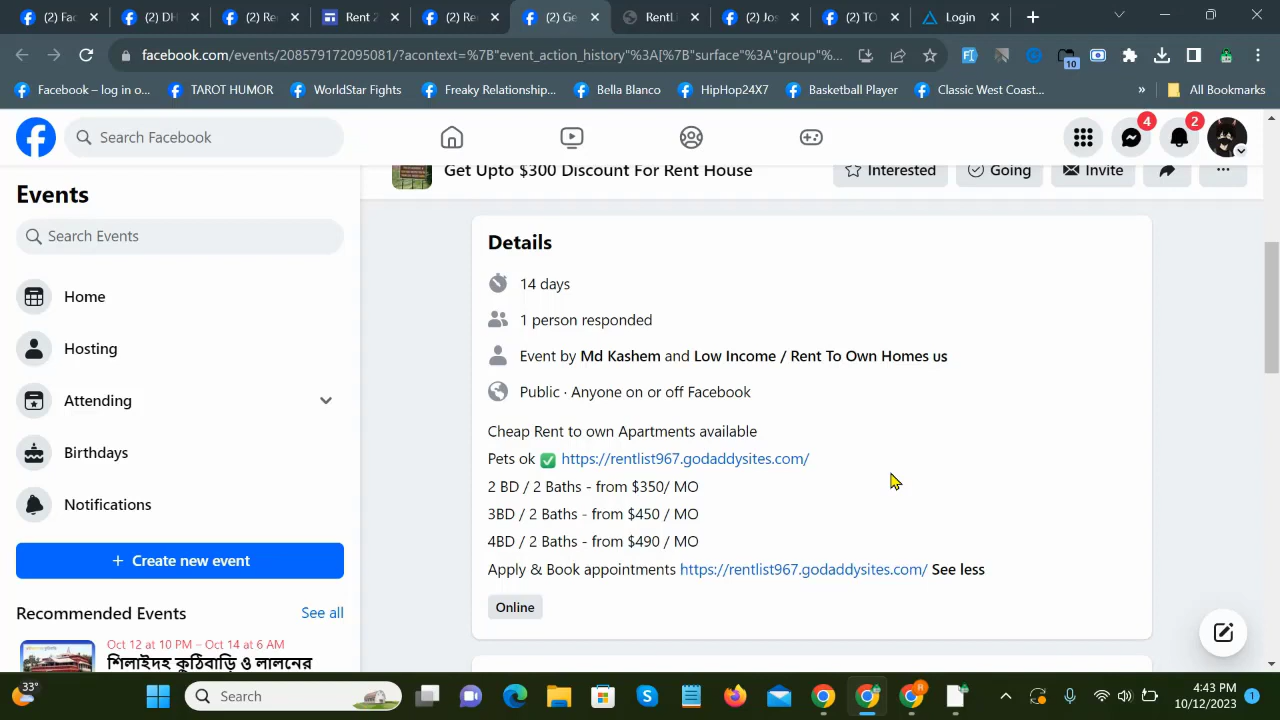 (2) Fac
(2) DH
(2) Re
Rent 2
(2) Re
(2) Ge
RentLi
(2) Jos
(2) TO
Login
facebook.com/events/208579172095081/?acontext=%7B"event_action_history"%3A[%7B"surface"%3A"group"%...
10
Facebook – log in o...
TAROT HUMOR
WorldStar Fights
Freaky Relationship...
Bella Blanco
HipHop24X7
Basketball Player
Classic West Coast...
»
All Bookmarks
Search Facebook
4
2
Events
Search Events
Home
Hosting
Attending
Birthdays
Notifications
+ Create new event
Recommended Events
See all
Oct 12 at 10 PM – Oct 14 at 6 AM
শিলাইদহ কুঠিবাড়ি ও লালনের
Get Upto $300 Discount For Rent House
Interested
Going
Invite
Details
14 days
1 person responded
Event by Md Kashem and Low Income / Rent To Own Homes us
Public · Anyone on or off Facebook
Cheap Rent to own Apartments available
Pets ok ✅ https://rentlist967.godaddysites.com/
2 BD / 2 Baths - from $350/ MO
3BD / 2 Baths - from $450 / MO
4BD / 2 Baths - from $490 / MO
Apply & Book appointments https://rentlist967.godaddysites.com/ See less
Online
33°
Search
4:43 PM
10/12/2023
1